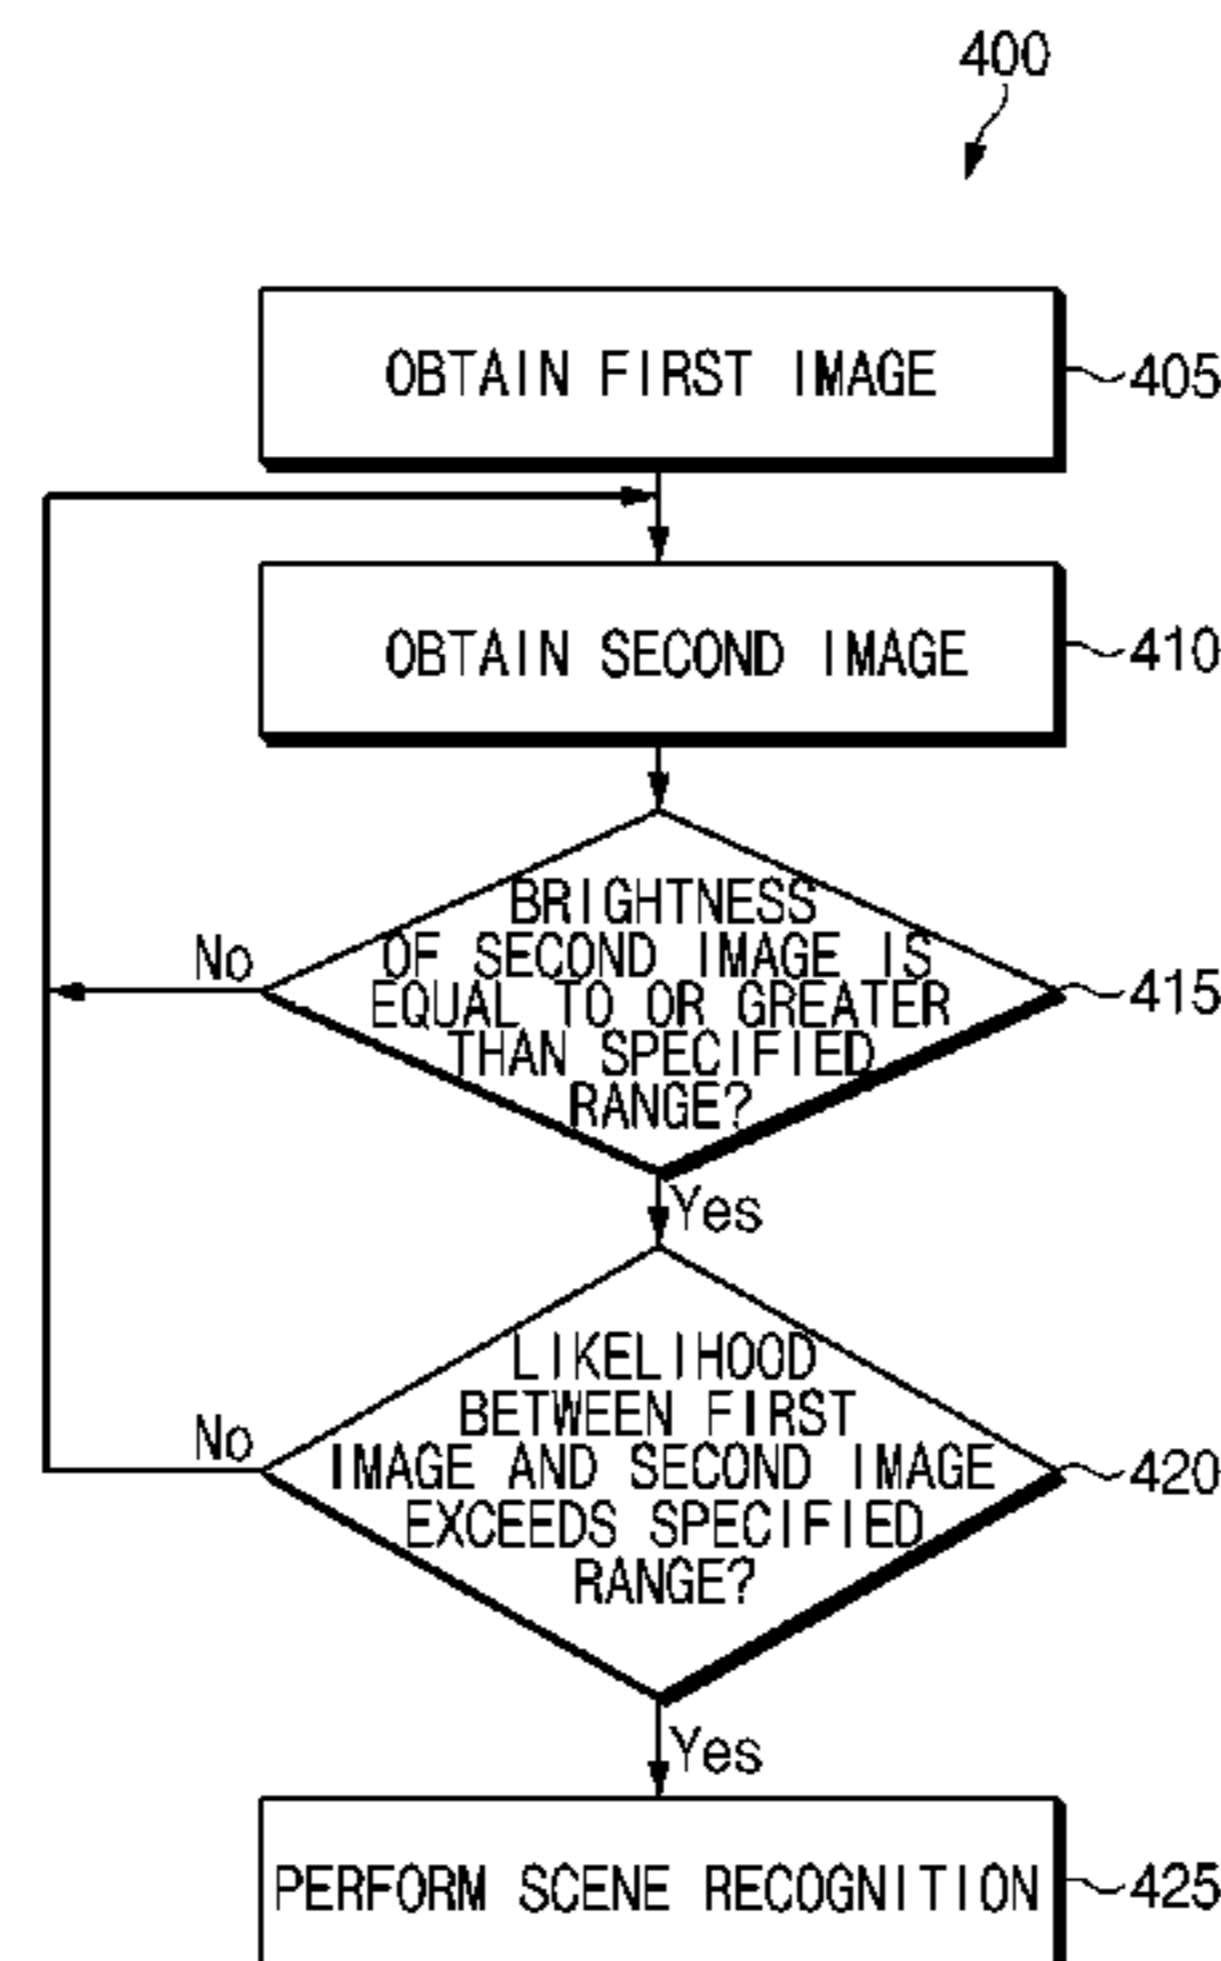 400
OBTAIN FIRST IMAGE
405
OBTAIN SECOND IMAGE
410
BRIGHTNESS
OF SECOND IMAGE IS
EQUAL TO OR GREATER
THAN SPECIFIED
RANGE?
No
415
Yes
LIKELIHOOD
BETWEEN FIRST
IMAGE AND SECOND IMAGE
EXCEEDS SPECIFIED
RANGE?
No
420
Yes
PERFORM SCENE RECOGNITION
425